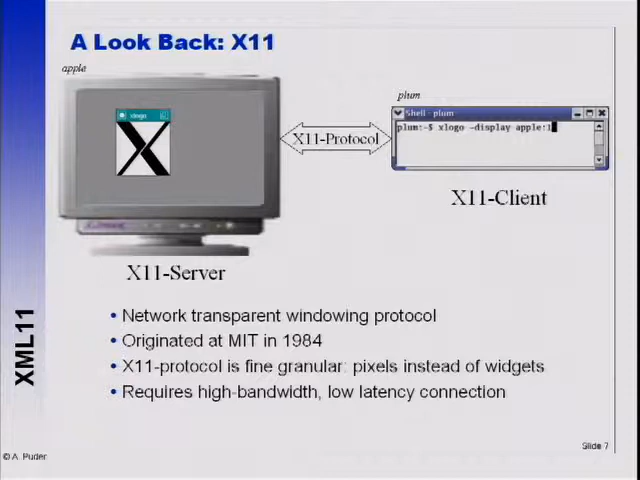 A Look Back: X11
apple
plum
xlogo
Shell - plum
plum:~$ xlogo -display apple:1
X11-Protocol
X11-Client
X11-Server
• Network transparent windowing protocol
• Originated at MIT in 1984
• X11-protocol is fine granular: pixels instead of widgets
• Requires high-bandwidth, low latency connection
XML11
Slide 7
© A. Puder